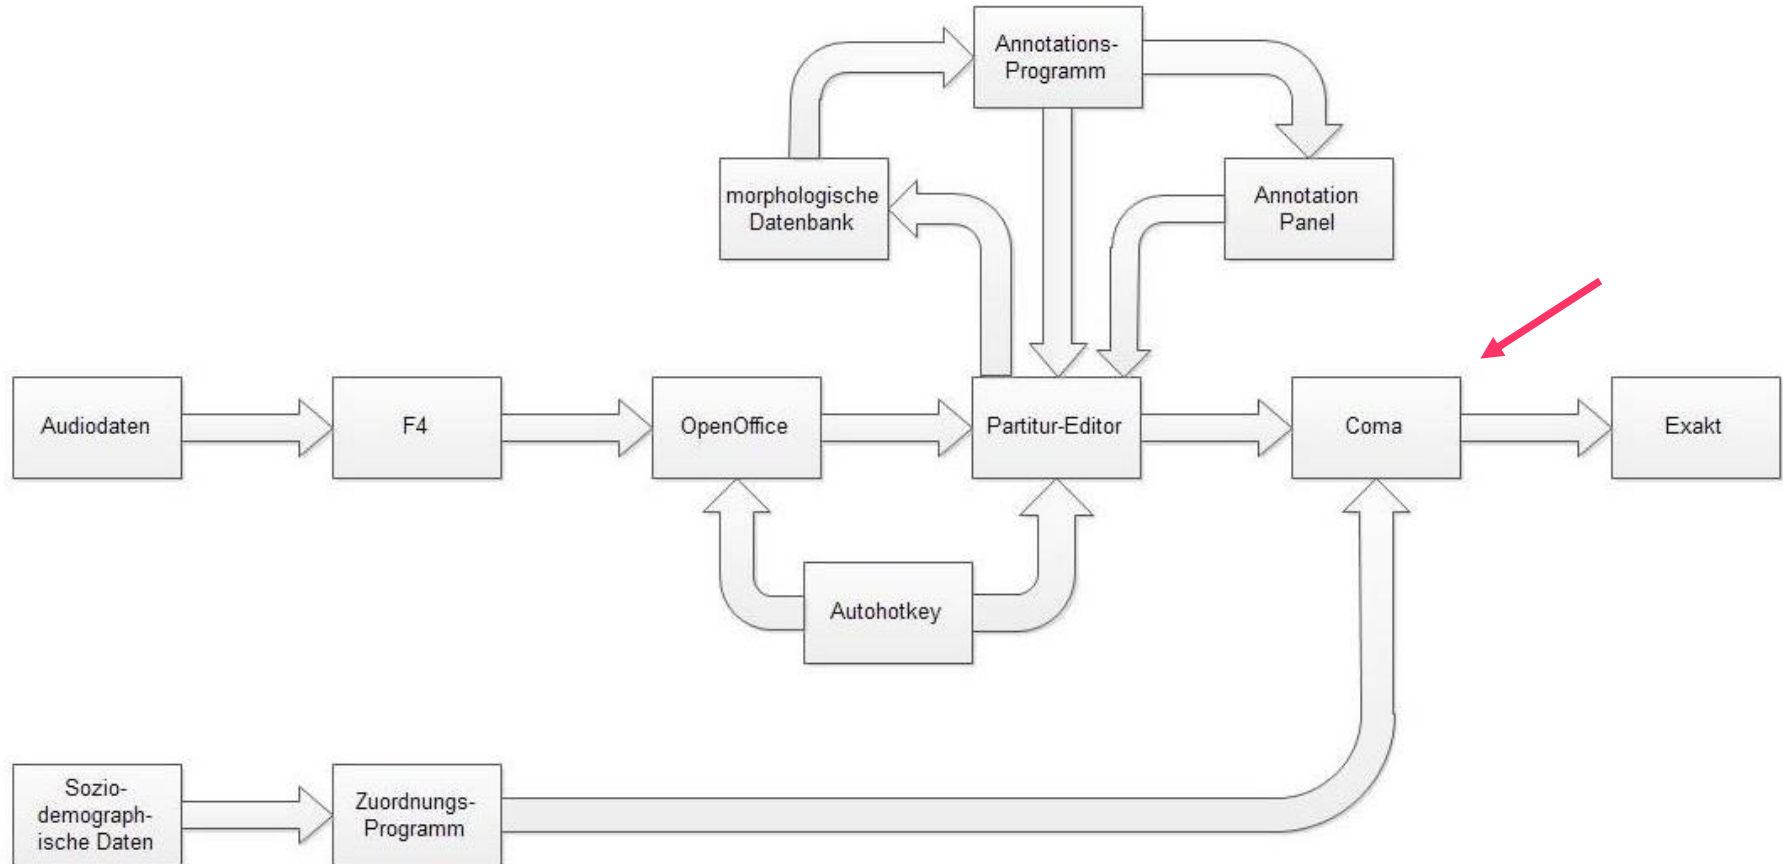 Annotations-
Programm
morphologische
Datenbank
Annotation
Panel
Audiodaten
F4
OpenOffice
Partitur-Editor
Coma
Exakt
Autohotkey
Sozio-
demograph-
ische Daten
Zuordnungs-
Programm